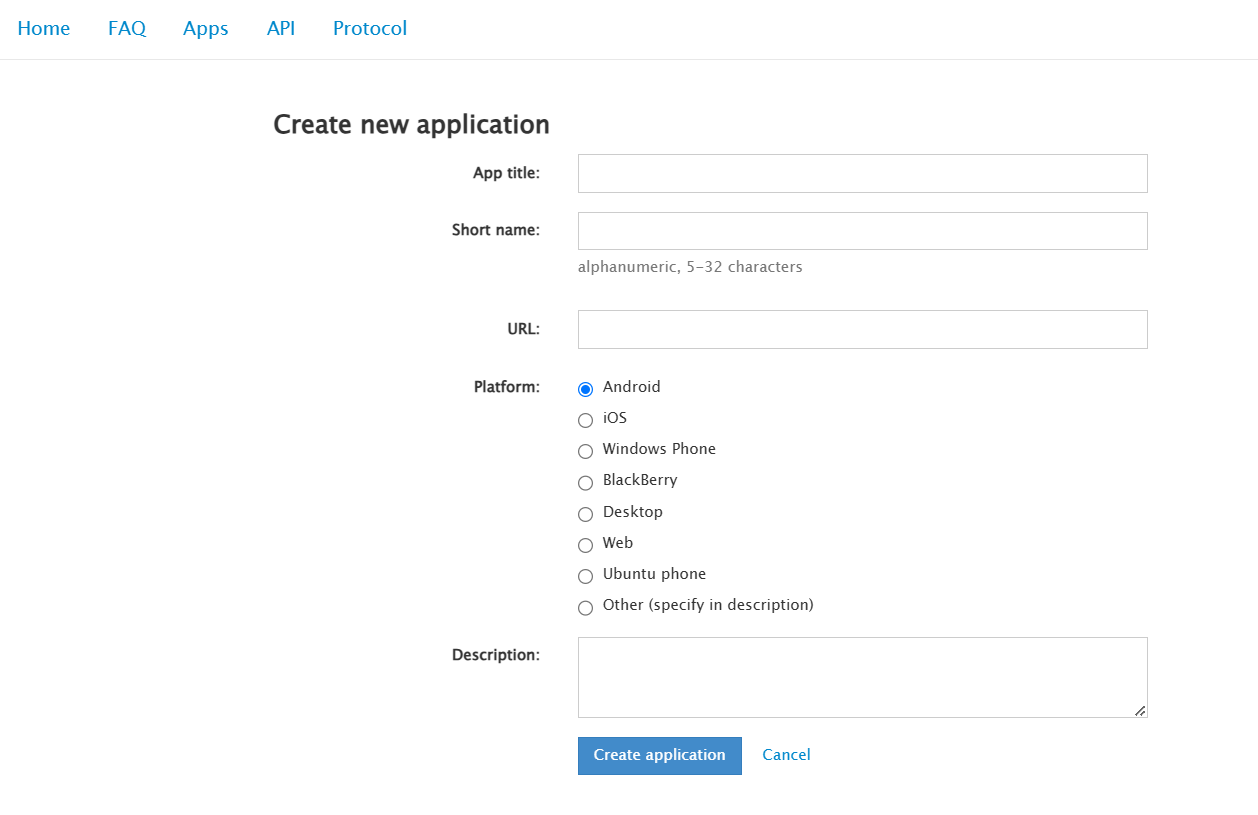 Home FAQ Apps API Protocol
Create new application
App title:
Short name:
alphanumeric, 5-32 characters
URL:
Platform: Android
iOS
Windows Phone
BlackBerry
Desktop
Web
Ubuntu phone
Other (specify in description)
Description:
Create application Cancel